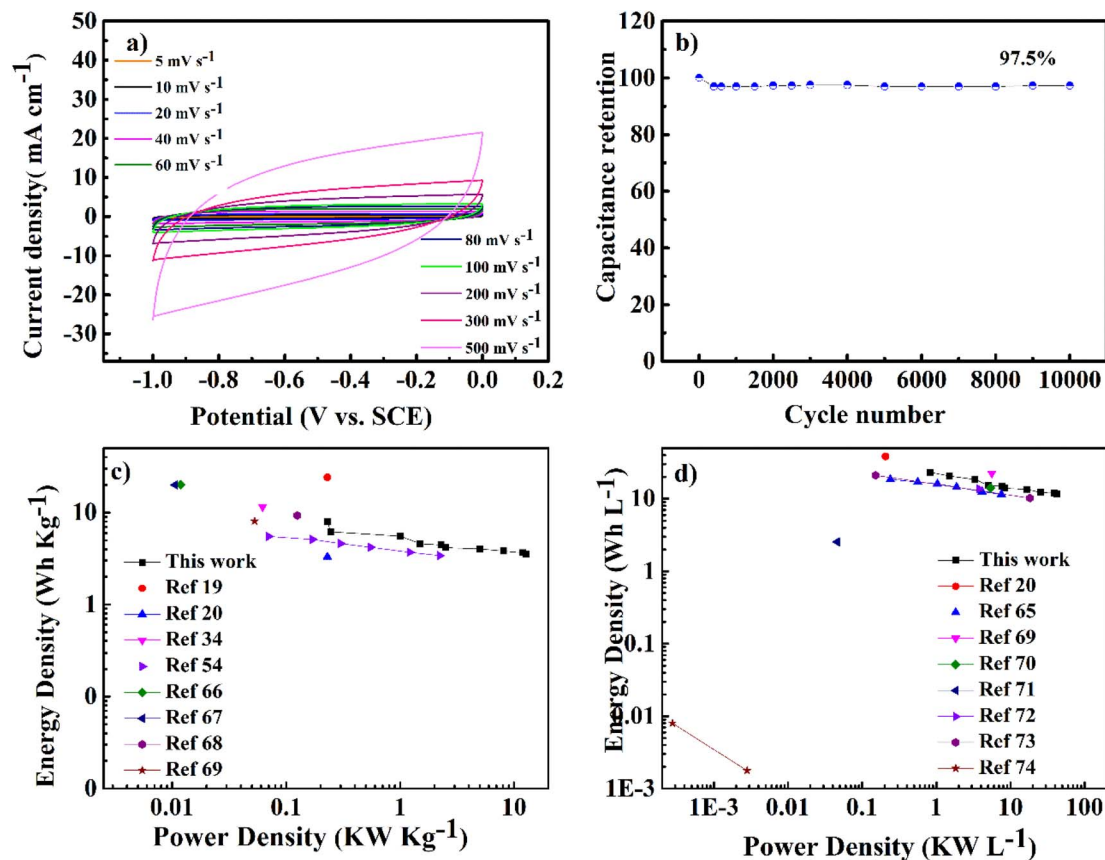 a)
50
40
30
20
10
0
-10
-20
-30
Current density( mA cm-1)
5 mV s-1
10 mV s-1
20 mV s-1
40 mV s-1
60 mV s-1
80 mV s-1
100 mV s-1
200 mV s-1
300 mV s-1
500 mV s-1
-1.0 -0.8 -0.6 -0.4 -0.2 0.0 0.2
Potential (V vs. SCE)
b)
97.5%
120
100
80
60
40
20
0
Capacitance retention
0 2000 4000 6000 8000 10000
Cycle number
c)
10
1
0
0
Energy Density (Wh Kg-1)
This work
Ref 19
Ref 20
Ref 34
Ref 54
Ref 66
Ref 67
Ref 68
Ref 69
0.01 0.1 1 10
Power Density (KW Kg-1)
d)
10
1
0.1
0.01
1E-3
Energy Density (Wh L-1)
This work
Ref 20
Ref 65
Ref 69
Ref 70
Ref 71
Ref 72
Ref 73
Ref 74
1E-3 0.01 0.1 1 10 100
Power Density (KW L-1)